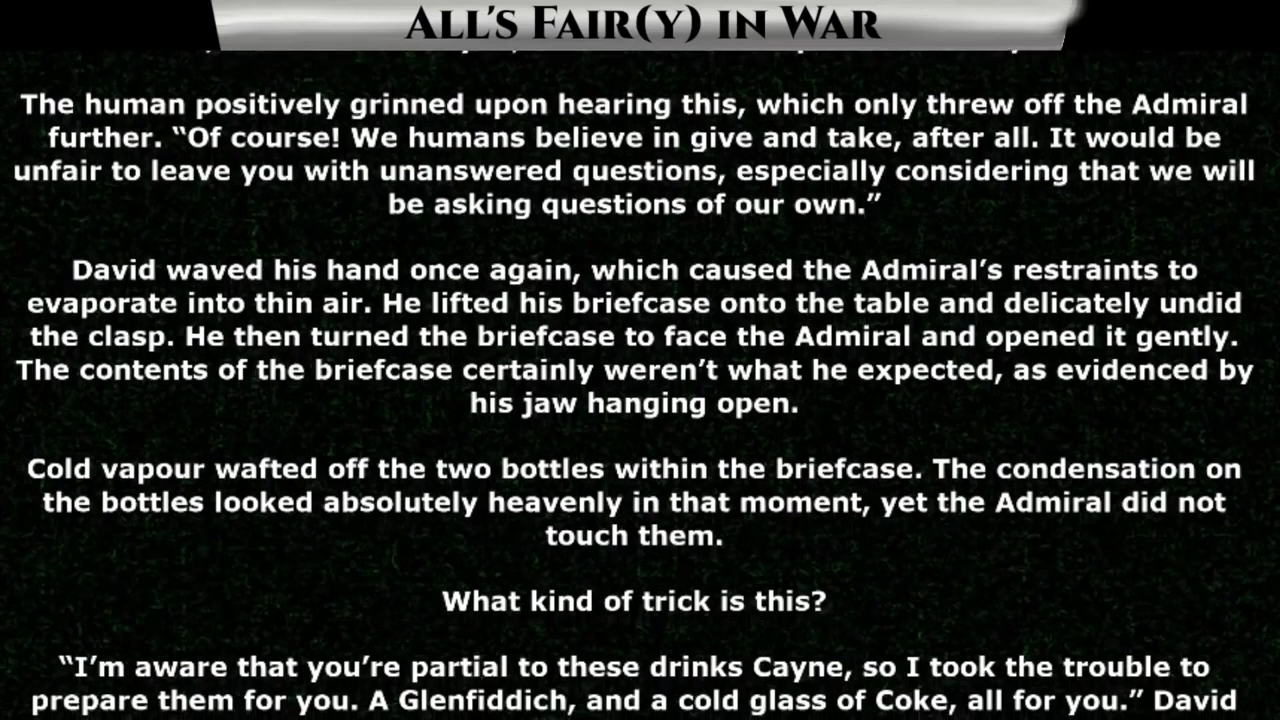 ALL'S FAIR(Y) IN WAR
The human positively grinned upon hearing this, which only threw off the Admiral
further. “Of course! We humans believe in give and take, after all. It would be
unfair to leave you with unanswered questions, especially considering that we will
be asking questions of our own.”
David waved his hand once again, which caused the Admiral’s restraints to
evaporate into thin air. He lifted his briefcase onto the table and delicately undid
the clasp. He then turned the briefcase to face the Admiral and opened it gently.
The contents of the briefcase certainly weren’t what he expected, as evidenced by
his jaw hanging open.
Cold vapour wafted off the two bottles within the briefcase. The condensation on
the bottles looked absolutely heavenly in that moment, yet the Admiral did not
touch them.
What kind of trick is this?
“I’m aware that you’re partial to these drinks Cayne, so I took the trouble to
prepare them for you. A Glenfiddich, and a cold glass of Coke, all for you.” David